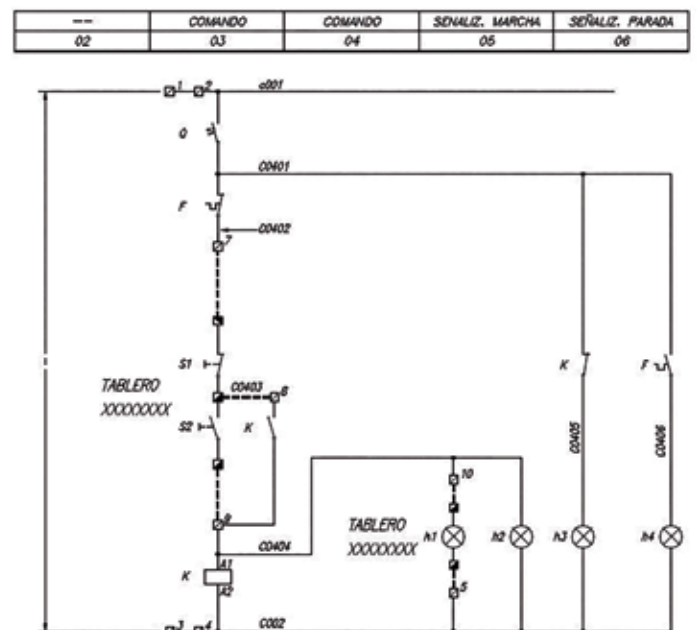 -- COMANDO COMANDO SENALIZ. MARCHA SEÑALIZ. PARADA
02 03 04 05 06
1 2 c001
Q
C0401
F
C0402
7
S1
K
F
TABLERO
XXXXXXXX
C0403
8
S2
K
C0405
C0406
10
9
TABLERO
XXXXXXXX
h1
h2
h3
h4
C0404
A1
K
A2
5
3 4 C002